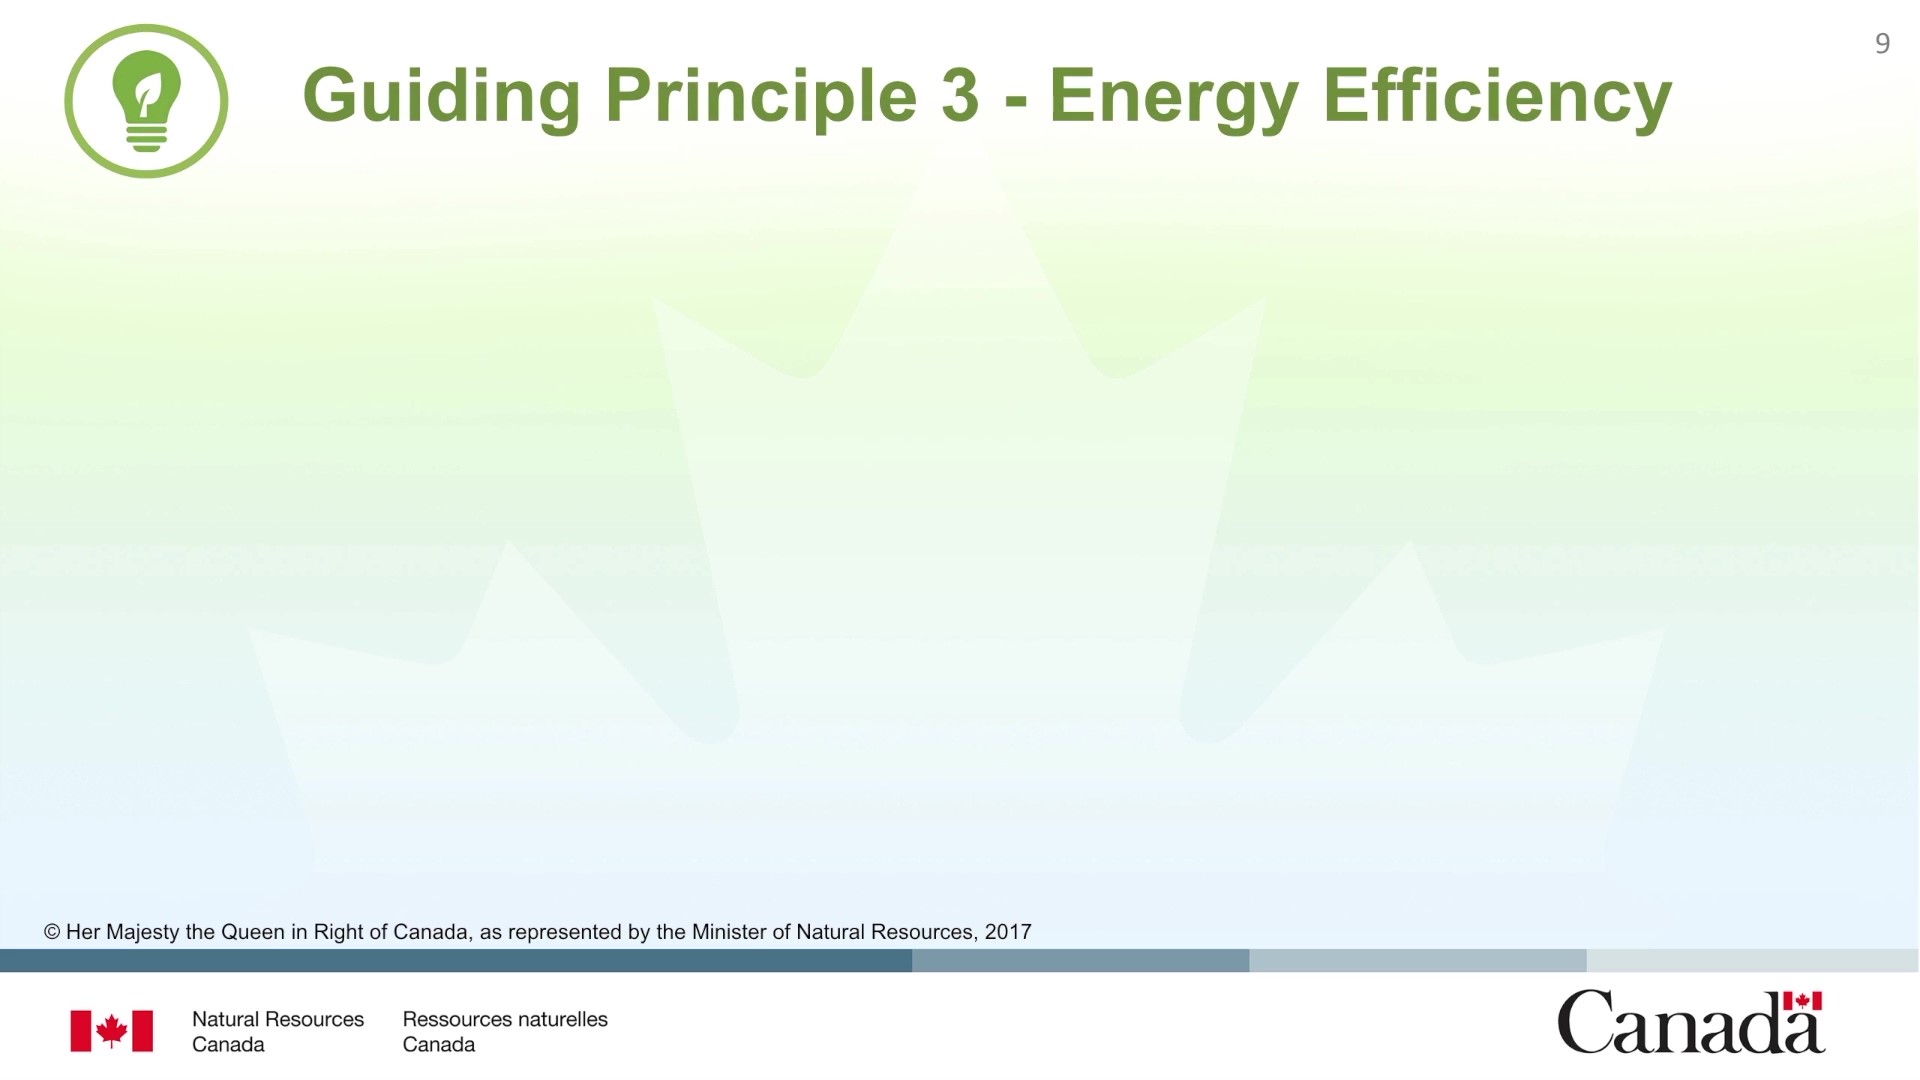 9
Guiding Principle 3 - Energy Efficiency
© Her Majesty the Queen in Right of Canada, as represented by the Minister of Natural Resources, 2017
Natural Resources
Canada
Ressources naturelles
Canada
Canada